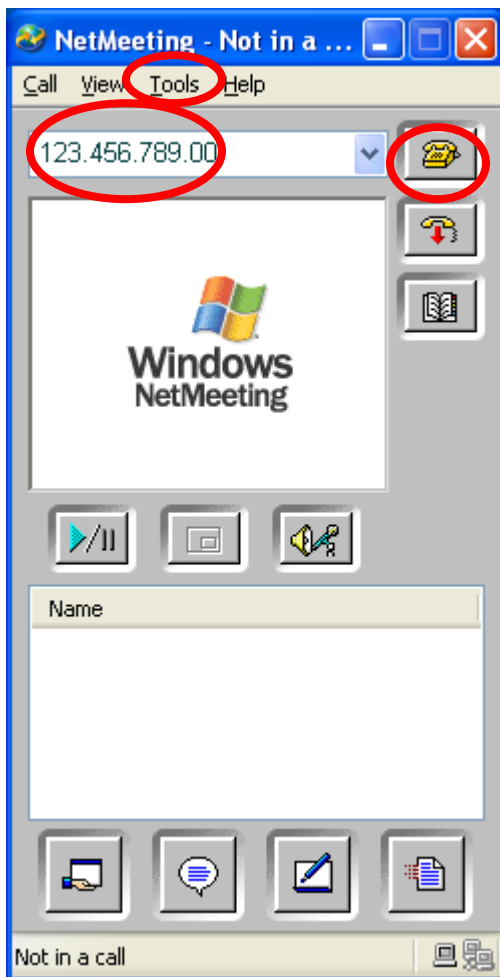 NetMeeting - Not in a ...
Call View Tools Help
123.456.789.00
Windows
NetMeeting
Name
Not in a call